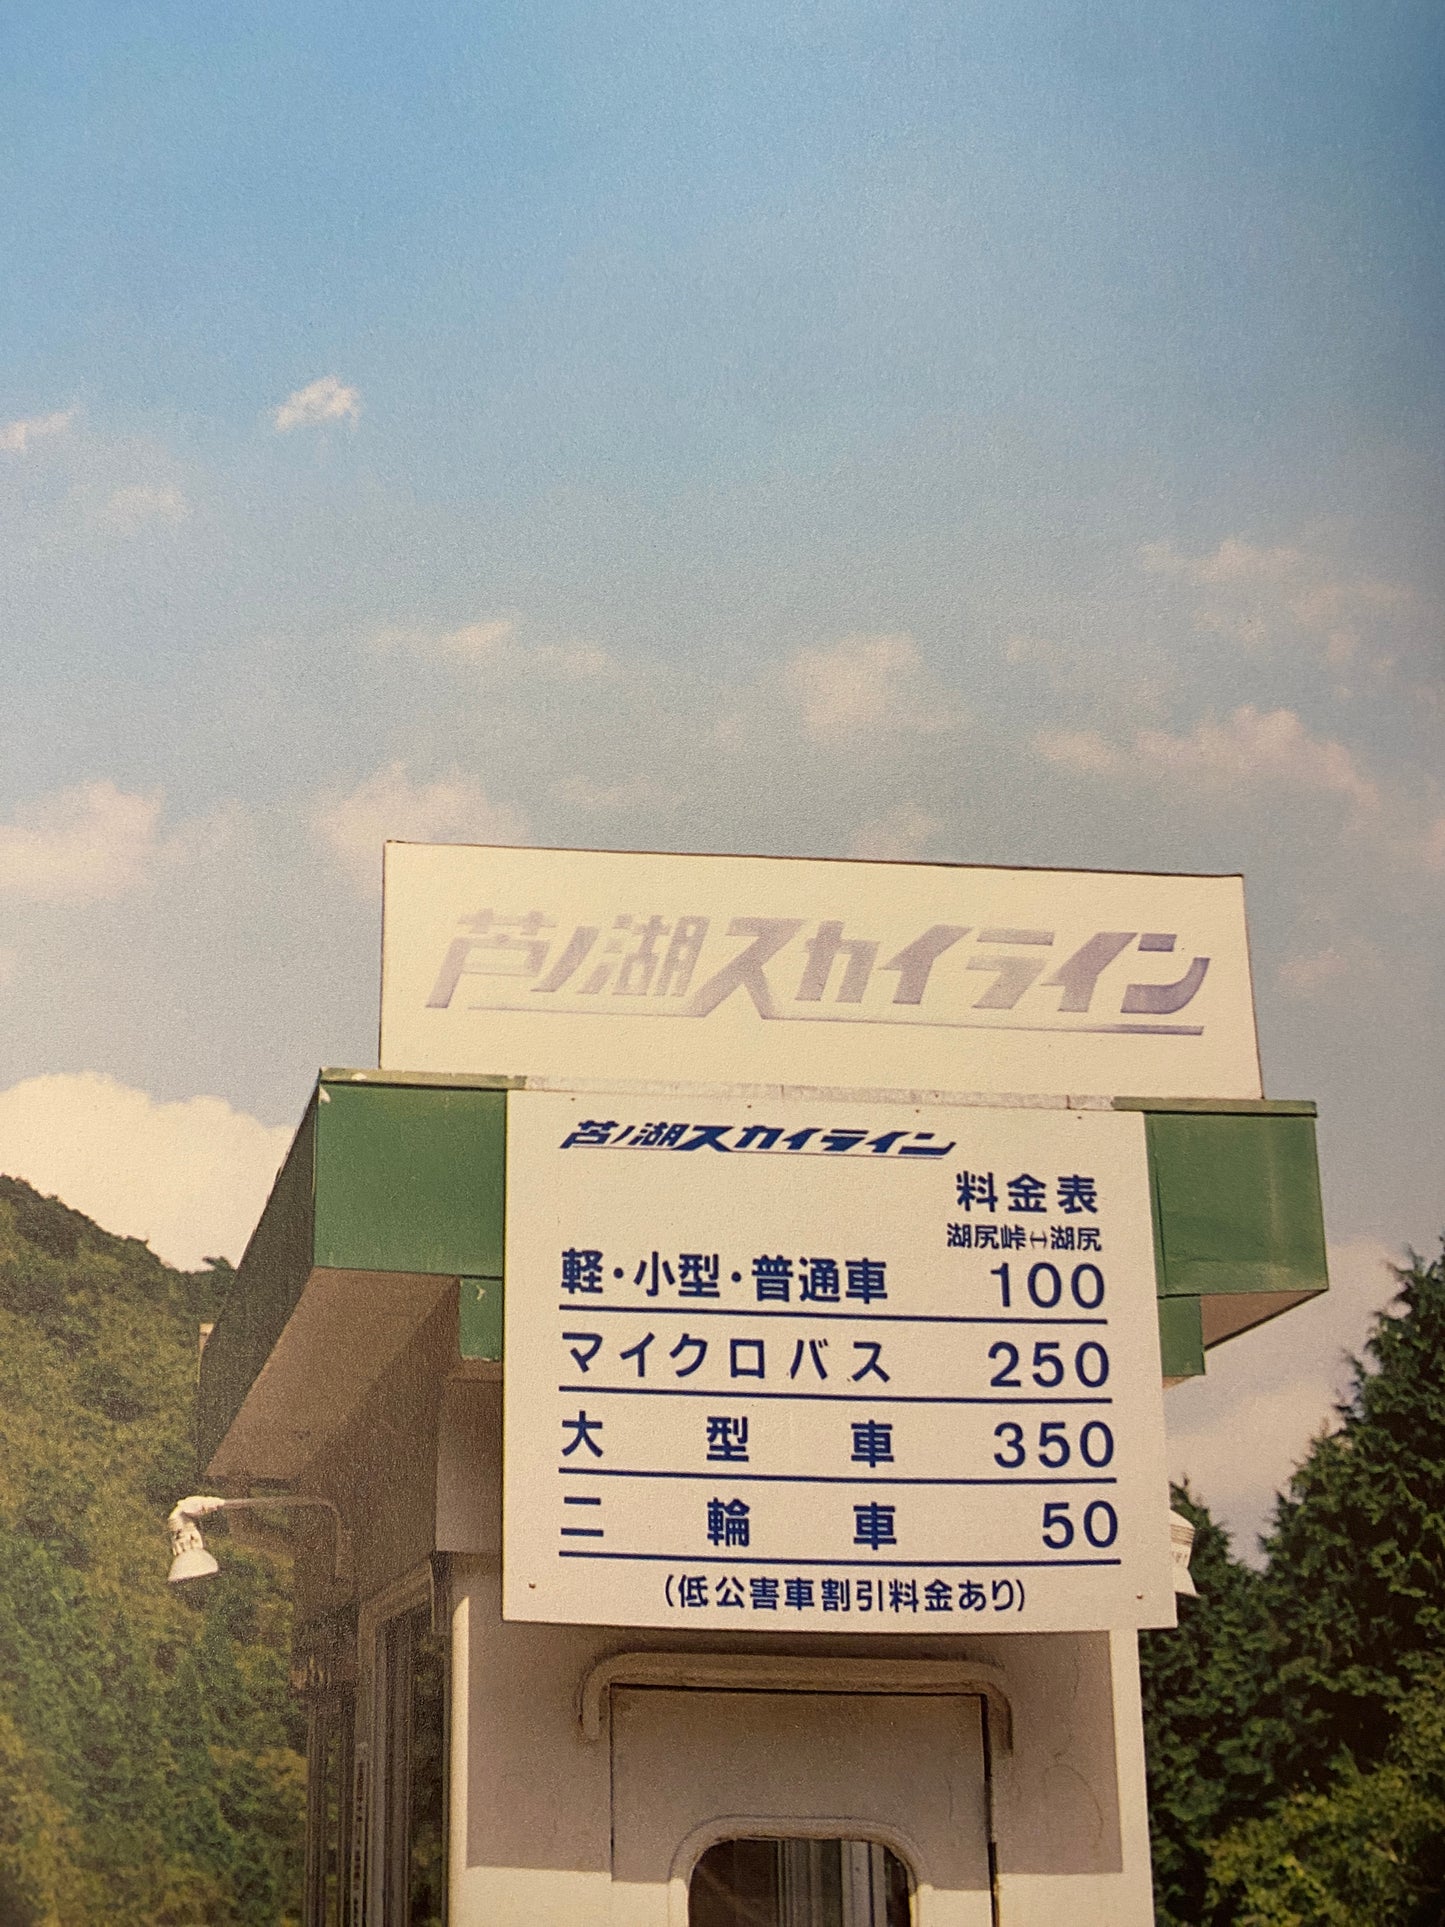 芦ノ湖スカイライン
芦ノ湖スカイライン
料金表
湖尻峠↔湖尻
軽・小型・普通車 100
マイクロバス 250
大型車 350
二輪車 50
(低公害車割引料金あり)